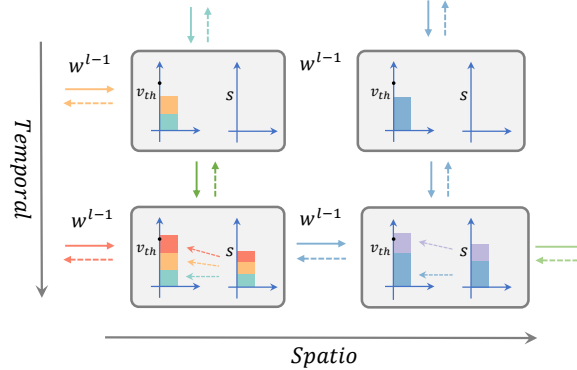 w^{l-1}
v_{th}
s
w^{l-1}
v_{th}
s
Temporal
w^{l-1}
v_{th}
s
w^{l-1}
v_{th}
s
Spatio